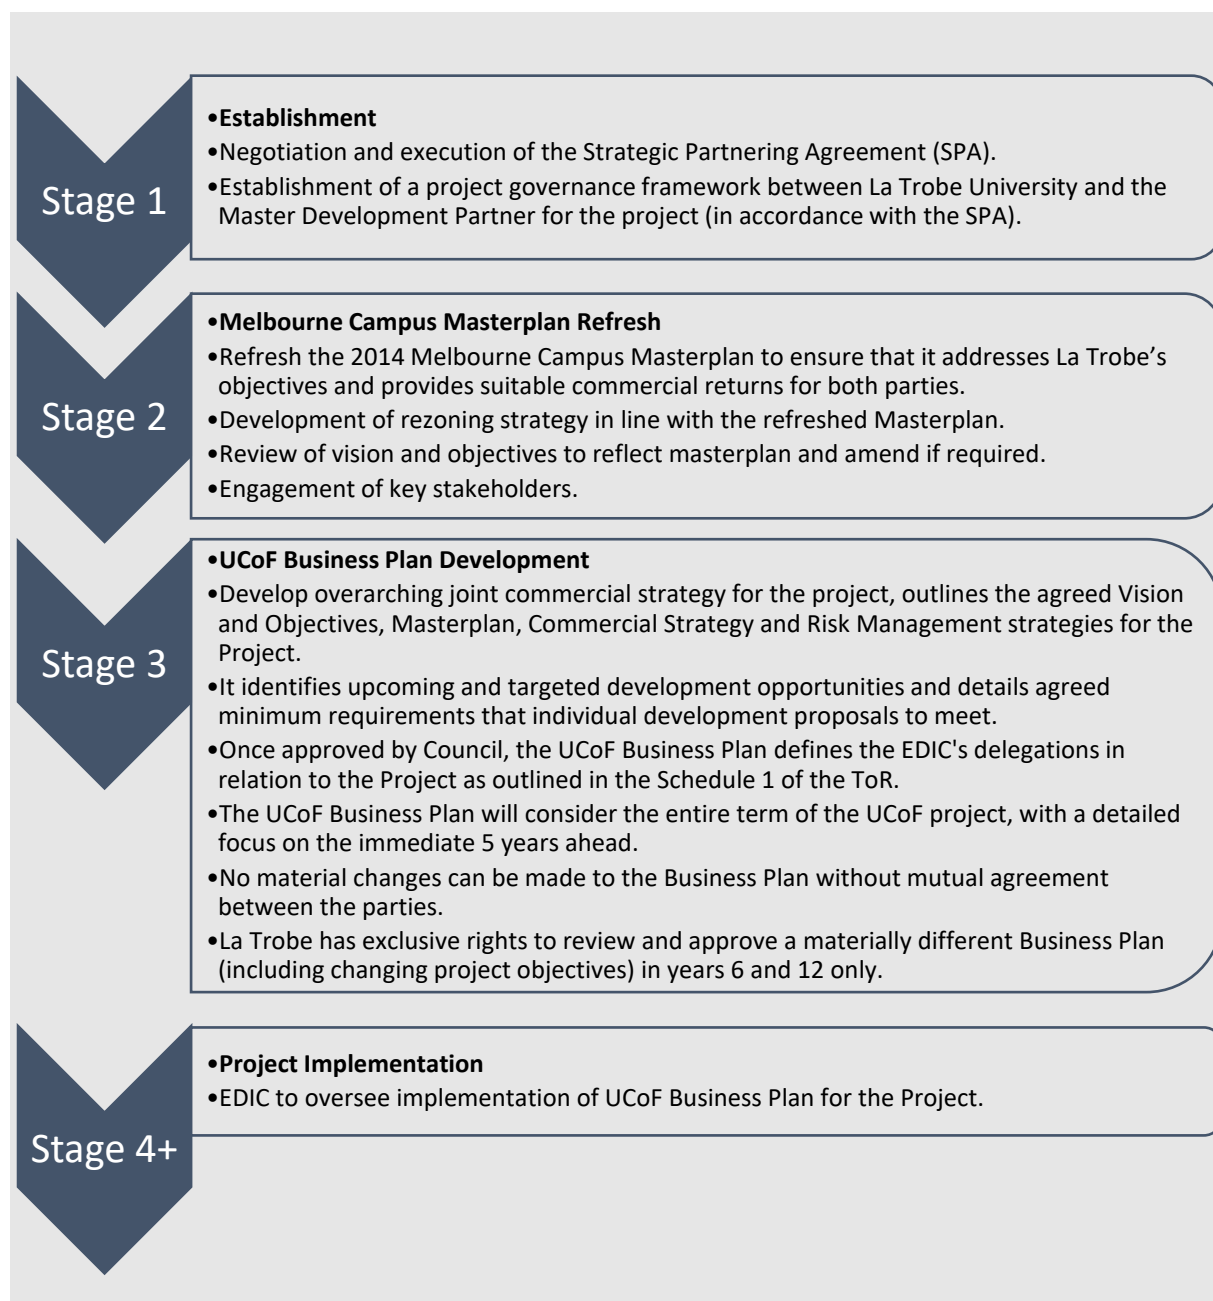 Stage 1
•Establishment
•Negotiation and execution of the Strategic Partnering Agreement (SPA).
•Establishment of a project governance framework between La Trobe University and the
Master Development Partner for the project (in accordance with the SPA).
Stage 2
•Melbourne Campus Masterplan Refresh
•Refresh the 2014 Melbourne Campus Masterplan to ensure that it addresses La Trobe’s
objectives and provides suitable commercial returns for both parties.
•Development of rezoning strategy in line with the refreshed Masterplan.
•Review of vision and objectives to reflect masterplan and amend if required.
•Engagement of key stakeholders.
Stage 3
•UCoF Business Plan Development
•Develop overarching joint commercial strategy for the project, outlines the agreed Vision
and Objectives, Masterplan, Commercial Strategy and Risk Management strategies for the
Project.
•It identifies upcoming and targeted development opportunities and details agreed
minimum requirements that individual development proposals to meet.
•Once approved by Council, the UCoF Business Plan defines the EDIC's delegations in
relation to the Project as outlined in the Schedule 1 of the ToR.
•The UCoF Business Plan will consider the entire term of the UCoF project, with a detailed
focus on the immediate 5 years ahead.
•No material changes can be made to the Business Plan without mutual agreement
between the parties.
•La Trobe has exclusive rights to review and approve a materially different Business Plan
(including changing project objectives) in years 6 and 12 only.
Stage 4+
•Project Implementation
•EDIC to oversee implementation of UCoF Business Plan for the Project.